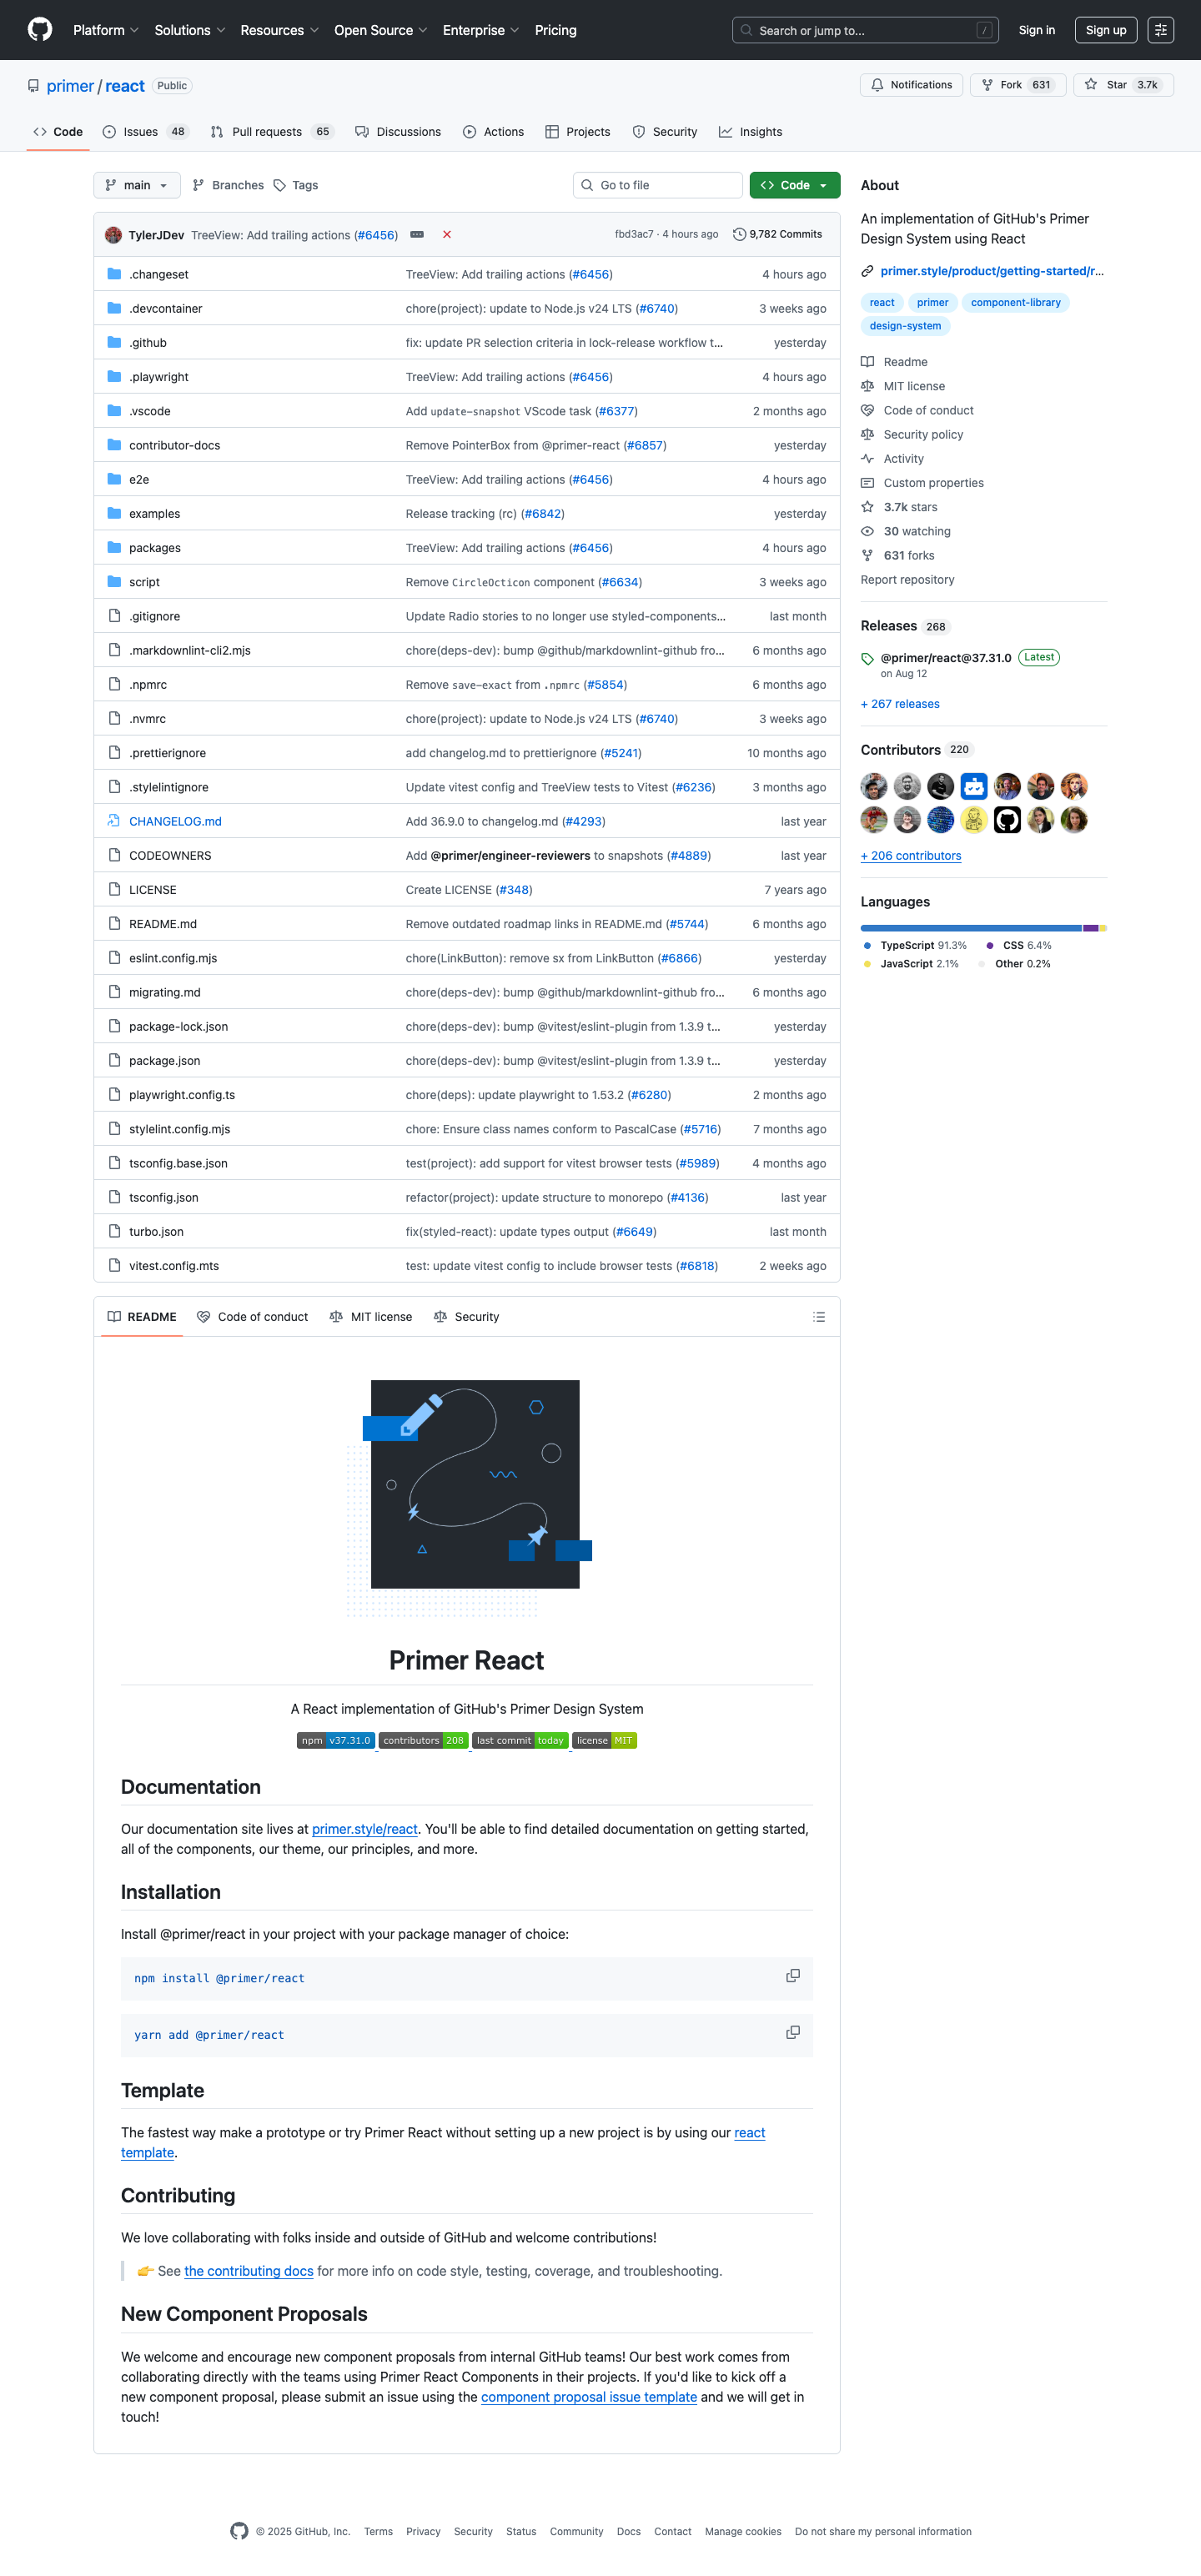 Platform Solutions Resources Open Source Enterprise Pricing Search or jump to... / Sign in Sign up
primer / react Public Notifications Fork 631 Star 3.7k
Code Issues 48 Pull requests 65 Discussions Actions Projects Security Insights
main Branches Tags Go to file Code
TylerJDev TreeView: Add trailing actions (#6456) fbd3ac7 · 4 hours ago 9,782 Commits
.changeset TreeView: Add trailing actions (#6456) 4 hours ago
.devcontainer chore(project): update to Node.js v24 LTS (#6740) 3 weeks ago
.github fix: update PR selection criteria in lock-release workflow t... yesterday
.playwright TreeView: Add trailing actions (#6456) 4 hours ago
.vscode Add update-snapshot VScode task (#6377) 2 months ago
contributor-docs Remove PointerBox from @primer-react (#6857) yesterday
e2e TreeView: Add trailing actions (#6456) 4 hours ago
examples Release tracking (rc) (#6842) yesterday
packages TreeView: Add trailing actions (#6456) 4 hours ago
script Remove CircleOcticon component (#6634) 3 weeks ago
.gitignore Update Radio stories to no longer use styled-components... last month
.markdownlint-cli2.mjs chore(deps-dev): bump @github/markdownlint-github fro... 6 months ago
.npmrc Remove save-exact from .npmrc (#5854) 6 months ago
.nvmrc chore(project): update to Node.js v24 LTS (#6740) 3 weeks ago
.prettierignore add changelog.md to prettierignore (#5241) 10 months ago
.stylelintignore Update vitest config and TreeView tests to Vitest (#6236) 3 months ago
CHANGELOG.md Add 36.9.0 to changelog.md (#4293) last year
CODEOWNERS Add @primer/engineer-reviewers to snapshots (#4889) last year
LICENSE Create LICENSE (#348) 7 years ago
README.md Remove outdated roadmap links in README.md (#5744) 6 months ago
eslint.config.mjs chore(LinkButton): remove sx from LinkButton (#6866) yesterday
migrating.md chore(deps-dev): bump @github/markdownlint-github fro... 6 months ago
package-lock.json chore(deps-dev): bump @vitest/eslint-plugin from 1.3.9 t... yesterday
package.json chore(deps-dev): bump @vitest/eslint-plugin from 1.3.9 t... yesterday
playwright.config.ts chore(deps): update playwright to 1.53.2 (#6280) 2 months ago
stylelint.config.mjs chore: Ensure class names conform to PascalCase (#5716) 7 months ago
tsconfig.base.json test(project): add support for vitest browser tests (#5989) 4 months ago
tsconfig.json refactor(project): update structure to monorepo (#4136) last year
turbo.json fix(styled-react): update types output (#6649) last month
vitest.config.mts test: update vitest config to include browser tests (#6818) 2 weeks ago
About
An implementation of GitHub's Primer
Design System using React
primer.style/product/getting-started/r...
react primer component-library
design-system
Readme
MIT license
Code of conduct
Security policy
Activity
Custom properties
3.7k stars
30 watching
631 forks
Report repository
Releases 268
@primer/react@37.31.0 Latest
on Aug 12
+ 267 releases
Contributors 220
+ 206 contributors
Languages
TypeScript 91.3% CSS 6.4%
JavaScript 2.1% Other 0.2%
README Code of conduct MIT license Security
Primer React
A React implementation of GitHub's Primer Design System
npm v37.31.0 contributors 208 last commit today license MIT
Documentation
Our documentation site lives at primer.style/react. You'll be able to find detailed documentation on getting started,
all of the components, our theme, our principles, and more.
Installation
Install @primer/react in your project with your package manager of choice:
npm install @primer/react
yarn add @primer/react
Template
The fastest way make a prototype or try Primer React without setting up a new project is by using our react
template.
Contributing
We love collaborating with folks inside and outside of GitHub and welcome contributions!
👉 See the contributing docs for more info on code style, testing, coverage, and troubleshooting.
New Component Proposals
We welcome and encourage new component proposals from internal GitHub teams! Our best work comes from
collaborating directly with the teams using Primer React Components in their projects. If you'd like to kick off a
new component proposal, please submit an issue using the component proposal issue template and we will get in
touch!
© 2025 GitHub, Inc. Terms Privacy Security Status Community Docs Contact Manage cookies Do not share my personal information